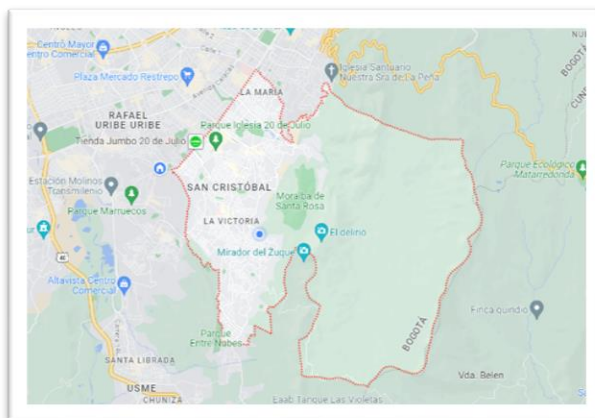 Centro Mayor
Centro Comercial
Iglesia Santuario
Nuestra Sra de La Peña
BOGOTÁ
Plaza Mercado Restrepo
LA MARÍA
RAFAEL
URIBE URIBE
Parque Iglesia 20 de Julio
Tienda Jumbo 20 de Julio
Parque Ecológico
Matarredonda
Estación Molinos
Transmilenio
SAN CRISTÓBAL
Moralba de
Santa Rosa
Parque Marruecos
LA VICTORIA
El delirio
Mirador del Zuque
Altavista Centro
Comercial
Finca quindio
Parque
Entre Nubes
BOGOTÁ
SANTA LIBRADA
Vda. Belen
USME
CHUNIZA
Eaab Tanque Las Violetas